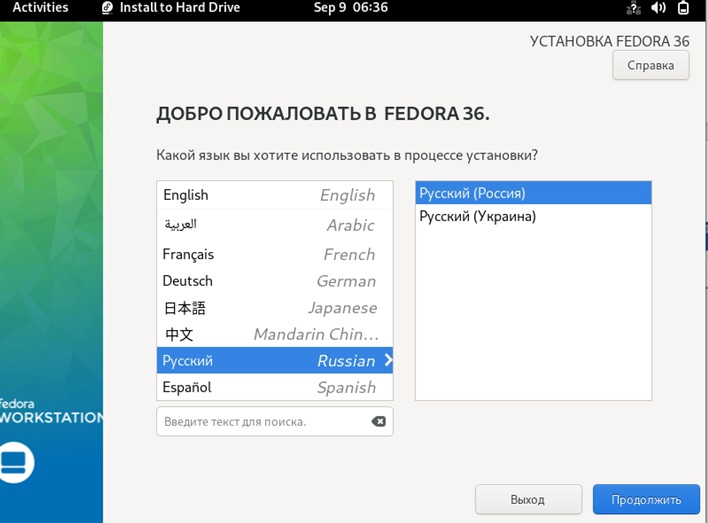 Activities Install to Hard Drive Sep 9 06:36
УСТАНОВКА FEDORA 36
Справка
ДОБРО ПОЖАЛОВАТЬ В FEDORA 36.
Какой язык вы хотите использовать в процессе установки?
English English
العربية Arabic
Français French
Deutsch German
日本語 Japanese
中文 Mandarin Chin...
Русский Russian
Español Spanish
Введите текст для поиска.
Русский (Россия)
Русский (Украина)
fedora
WORKSTATION
Выход Продолжить